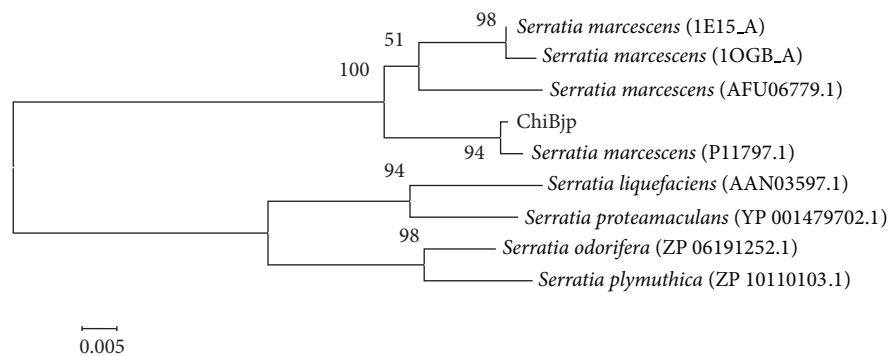 98
Serratia marcescens (1E15_A)
51
Serratia marcescens (1OGB_A)
100
Serratia marcescens (AFU06779.1)
ChiBjp
94
Serratia marcescens (P11797.1)
94
Serratia liquefaciens (AAN03597.1)
Serratia proteamaculans (YP 001479702.1)
98
Serratia odorifera (ZP 06191252.1)
Serratia plymuthica (ZP 10110103.1)
0.005